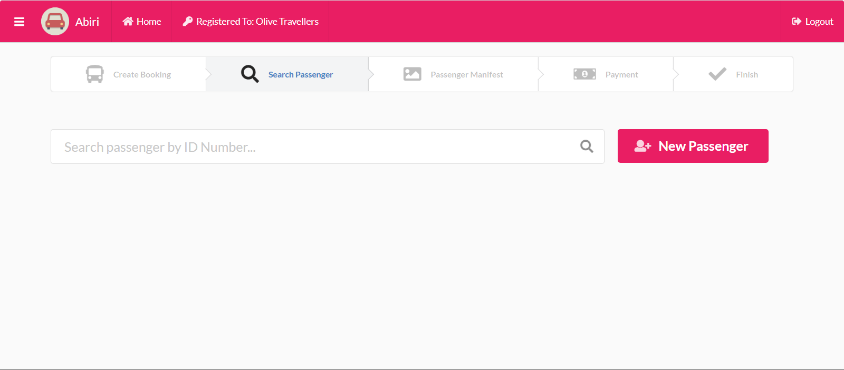 Abiri Home Registered To: Olive Travellers Logout
Create Booking Search Passenger Passenger Manifest Payment Finish
Search passenger by ID Number... New Passenger